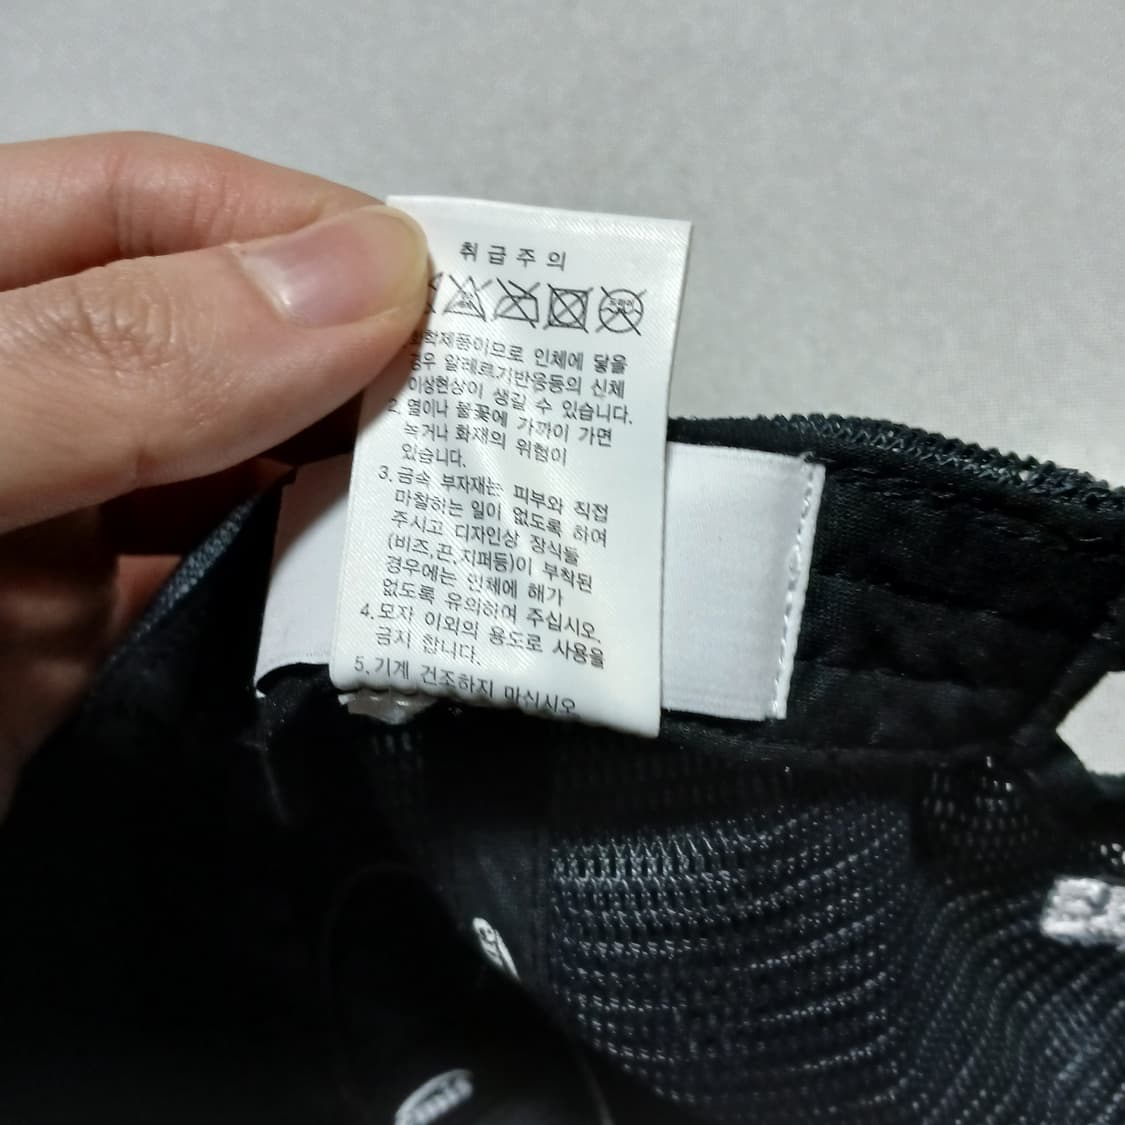 취급주의
드라이
화학제품이므로 인체에 닿을
경우 알레르기반응등의 신체
이상현상이 생길 수 있습니다.
2. 열이나 불꽃에 가까이 가면
녹거나 화재의 위험이
있습니다.
3. 금속 부자재는 피부와 직접
마찰하는 일이 없도록 하여
주시고 디자인상 장식들
(비즈,끈,지퍼등)이 부착된
경우에는 인체에 해가
없도록 유의하여 주십시오.
4. 모자 이외의 용도로 사용을
금지 합니다.
5. 기계 건조하지 마십시오